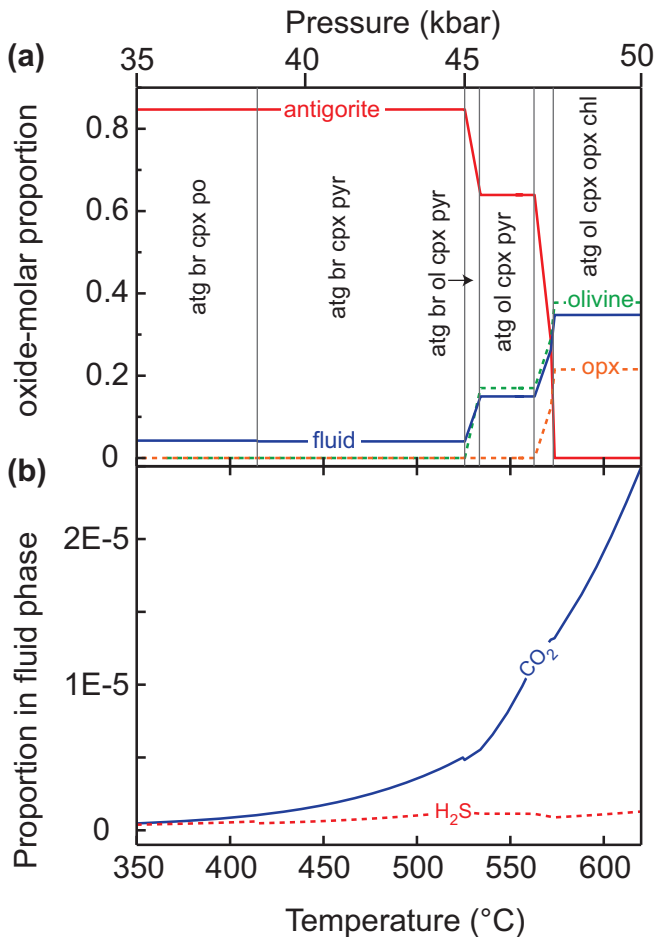 Pressure (kbar)
(a)
35
40
45
50
oxide-molar proportion
0.8
0.6
0.4
0.2
0
antigorite
atg br cpx po
atg br cpx pyr
atg br ol cpx pyr
atg ol cpx pyr
atg ol cpx opx chl
olivine
opx
fluid
(b)
Proportion in fluid phase
2E-5
1E-5
0
CO₂
H₂S
350
400
450
500
550
600
Temperature (°C)